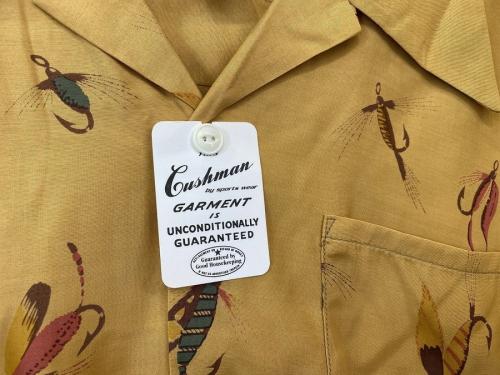 Cushman
by sports wear
GARMENT
IS
UNCONDITIONALLY
GUARANTEED
Guaranteed by
Good Housekeeping